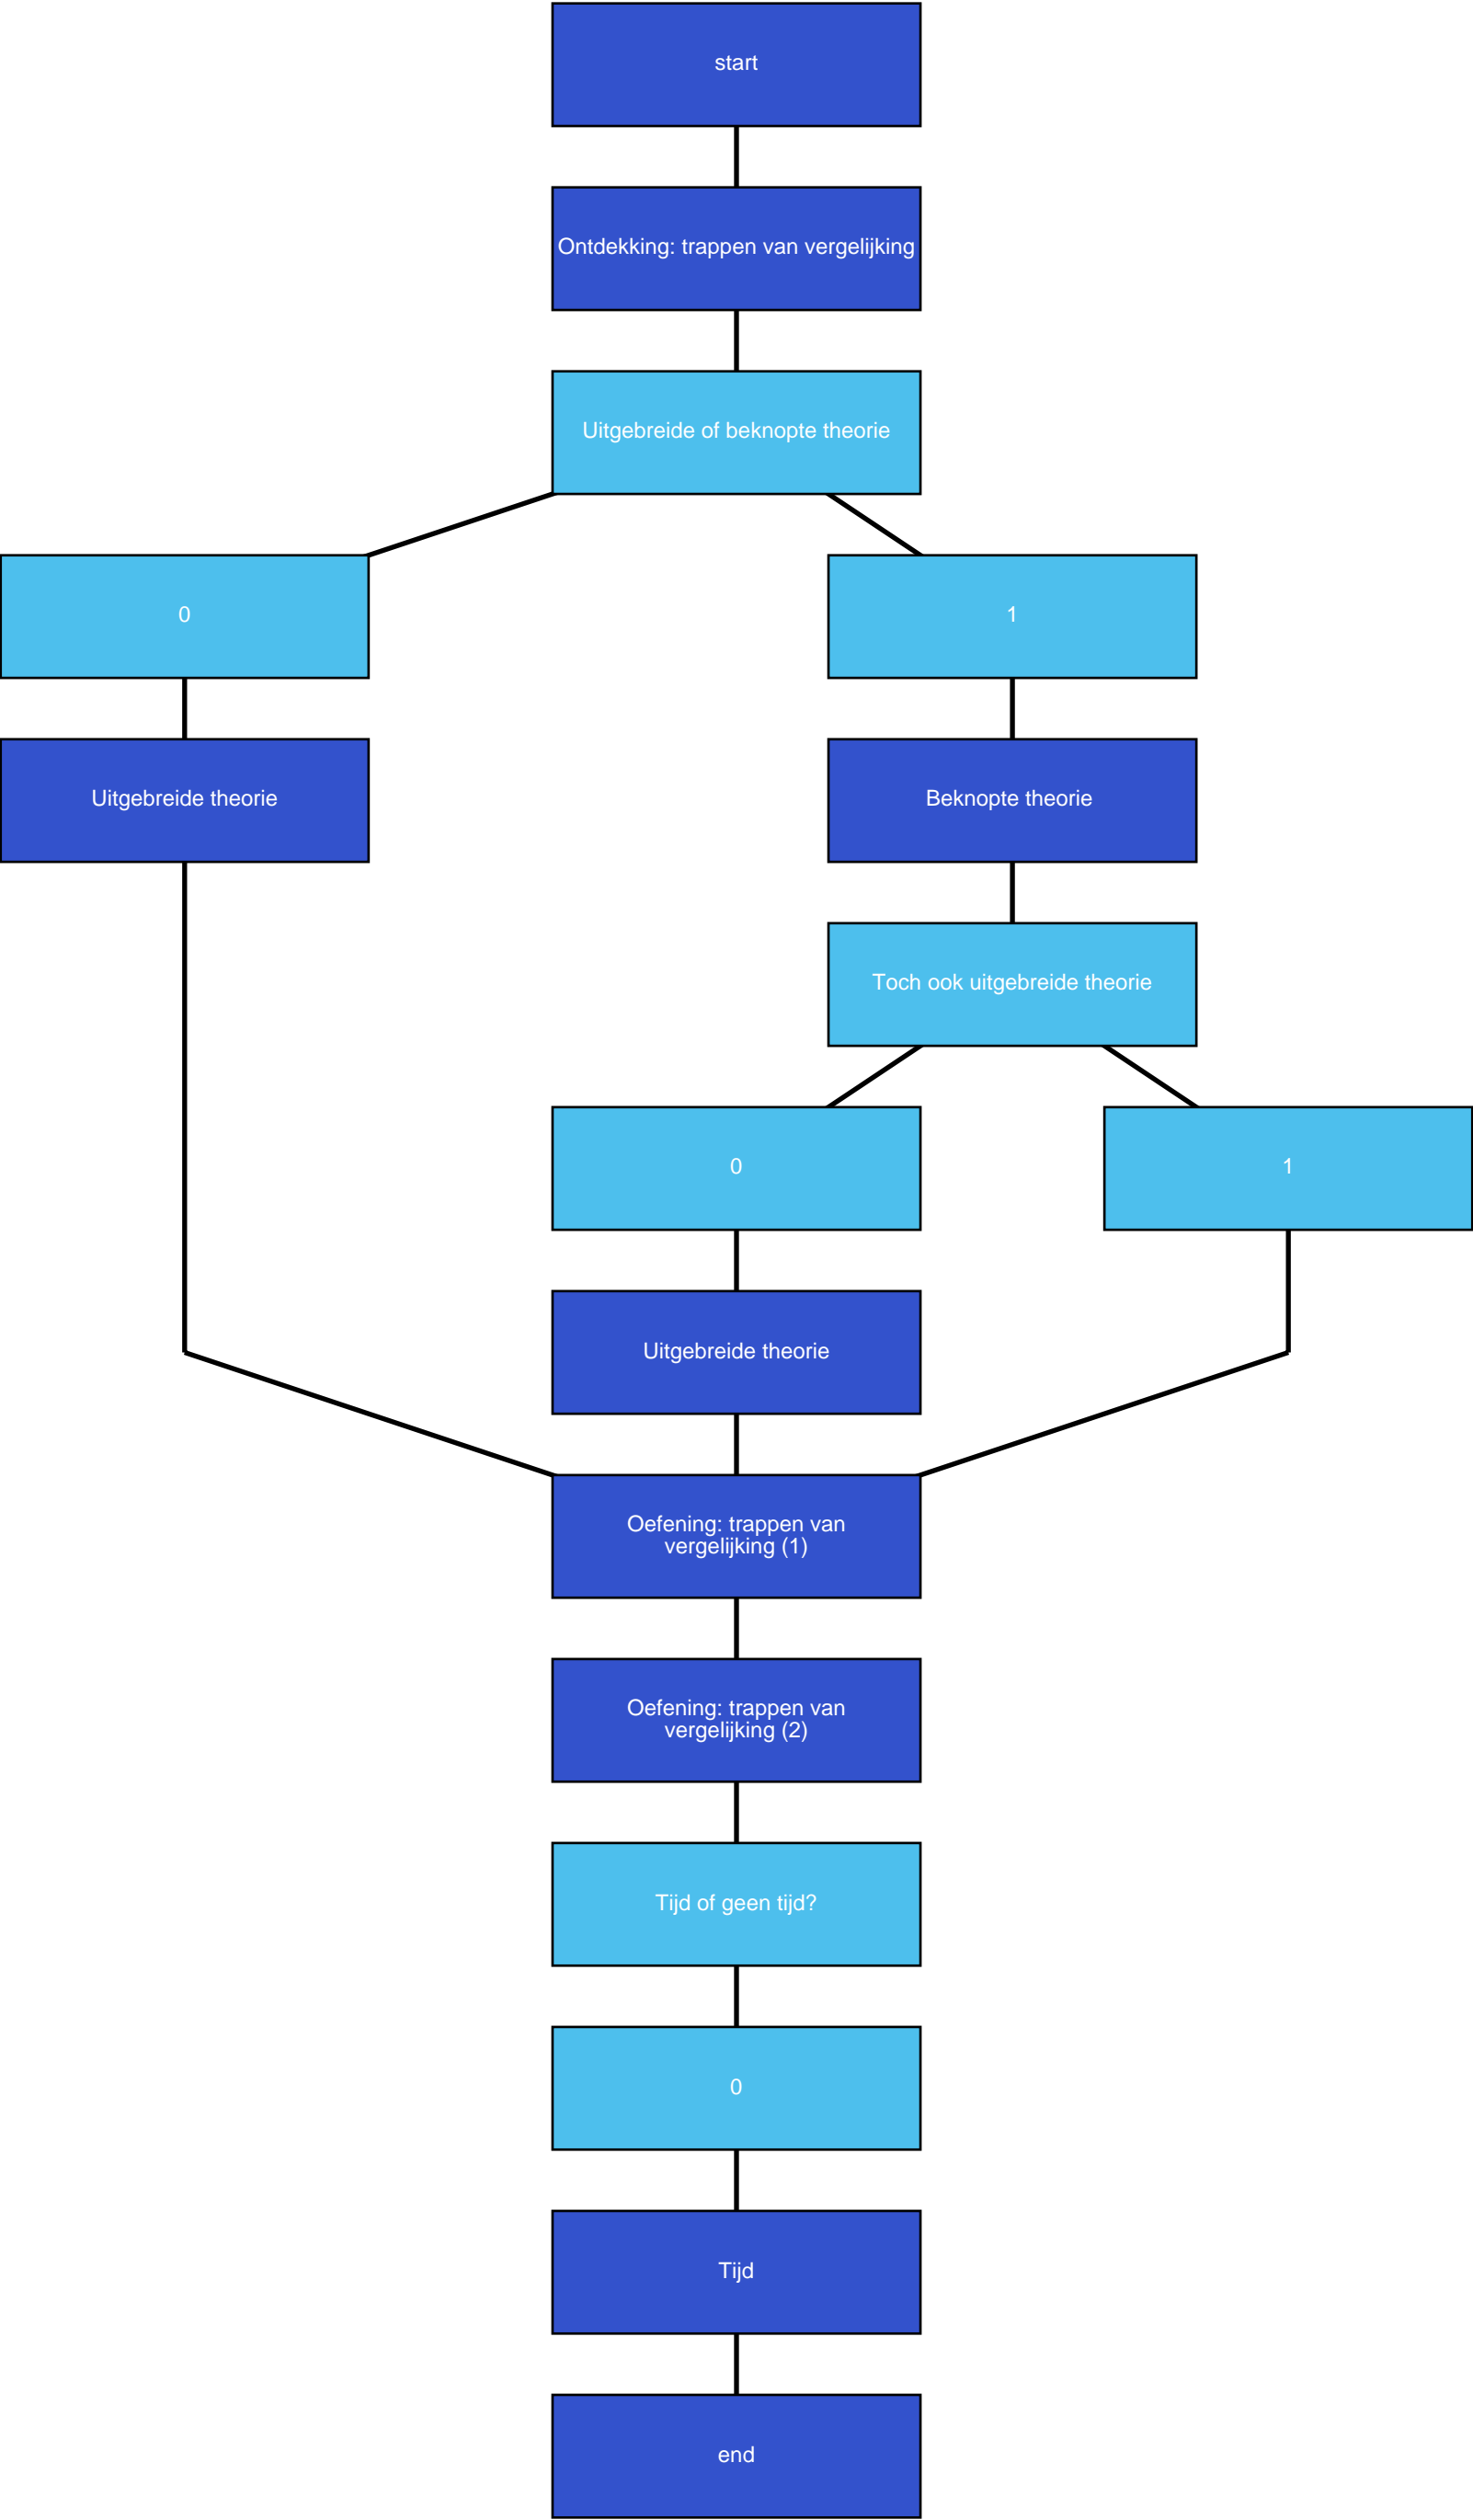 start
Ontdekking: trappen van vergelijking
Uitgebreide of beknopte theorie
0
1
Uitgebreide theorie
Beknopte theorie
Toch ook uitgebreide theorie
0
1
Uitgebreide theorie
Oefening: trappen van
vergelijking (1)
Oefening: trappen van
vergelijking (2)
Tijd of geen tijd?
0
Tijd
end